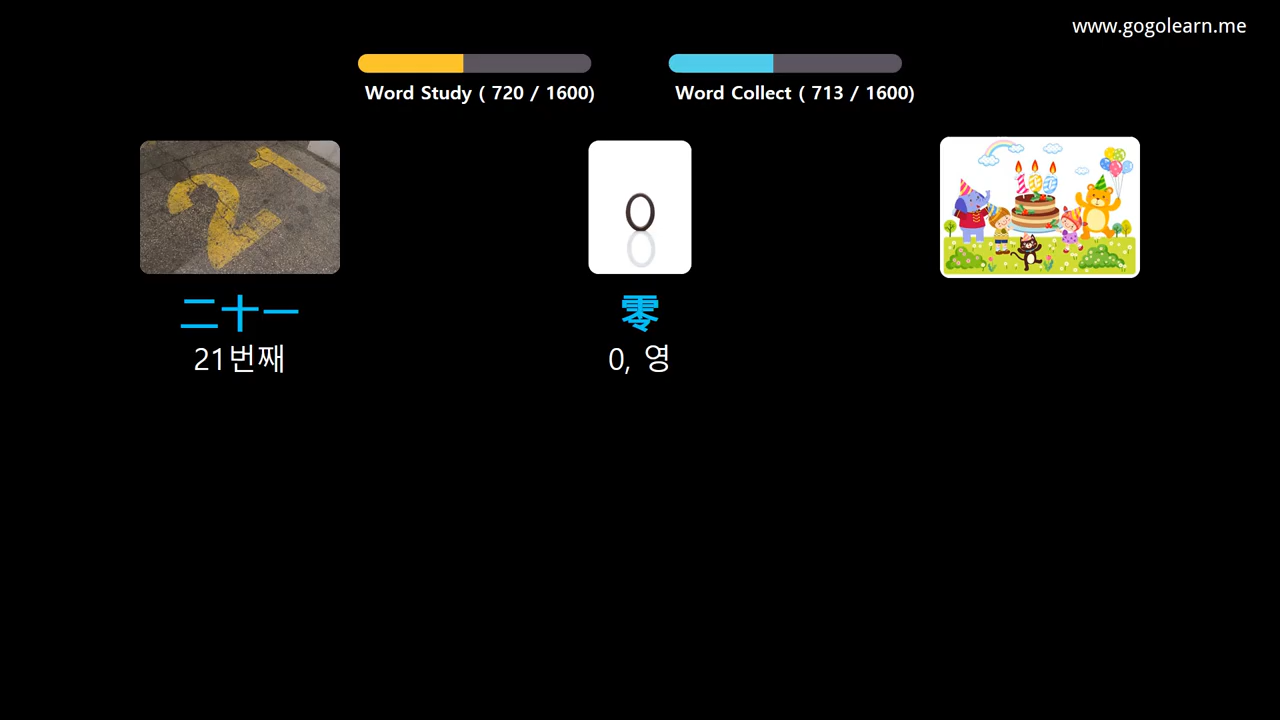 www.gogolearn.me
Word Study ( 720 / 1600)
Word Collect ( 713 / 1600)
21
0
100
二十一
零
21번째
0, 영